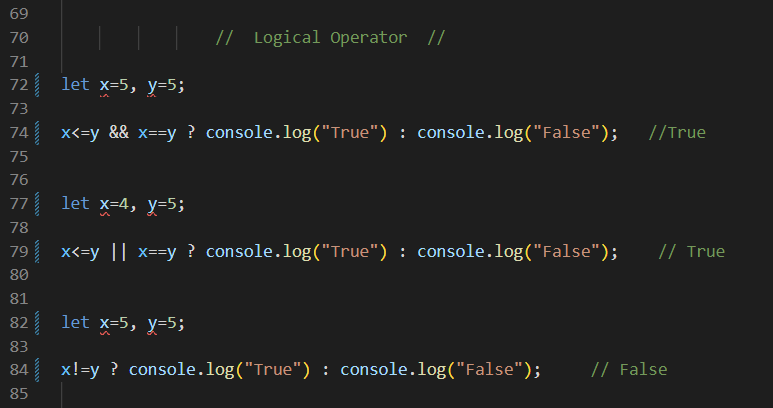 69
70 // Logical Operator //
71
72 let x=5, y=5;
73
74 x<=y && x==y ? console.log("True") : console.log("False"); //True
75
76
77 let x=4, y=5;
78
79 x<=y || x==y ? console.log("True") : console.log("False"); // True
80
81
82 let x=5, y=5;
83
84 x!=y ? console.log("True") : console.log("False"); // False
85